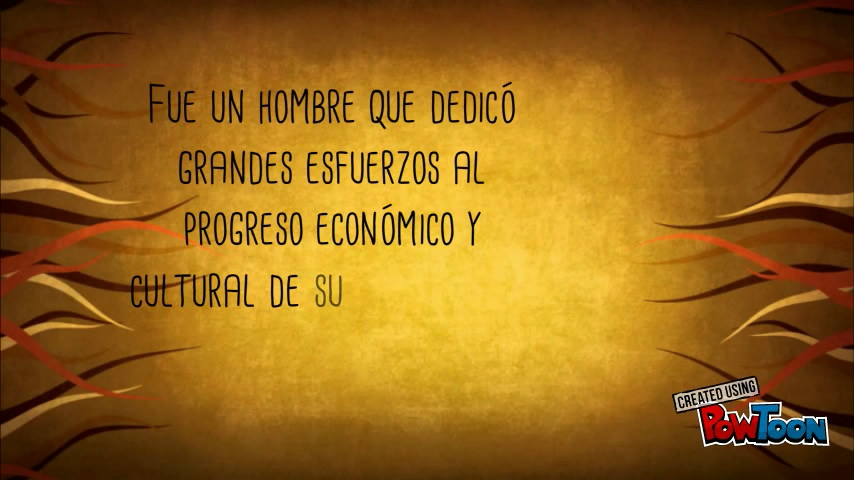 FUE UN HOMBRE QUE DEDICÓ
GRANDES ESFUERZOS AL
PROGRESO ECONÓMICO Y
CULTURAL DE SU
CREATED USING
POWTOON